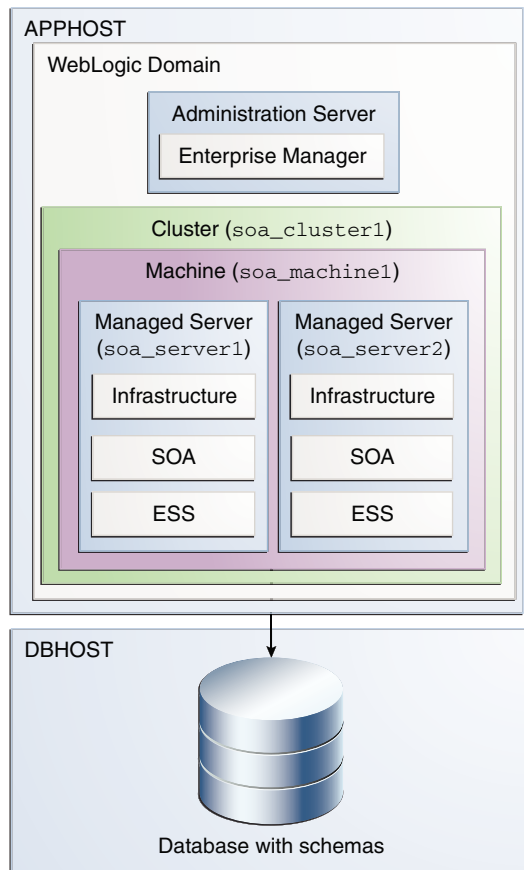 APPHOST
WebLogic Domain
Administration Server
Enterprise Manager
Cluster (soa_cluster1)
Machine (soa_machine1)
Managed Server
(soa_server1)
Infrastructure
SOA
ESS
Managed Server
(soa_server2)
Infrastructure
SOA
ESS
DBHOST
Database with schemas